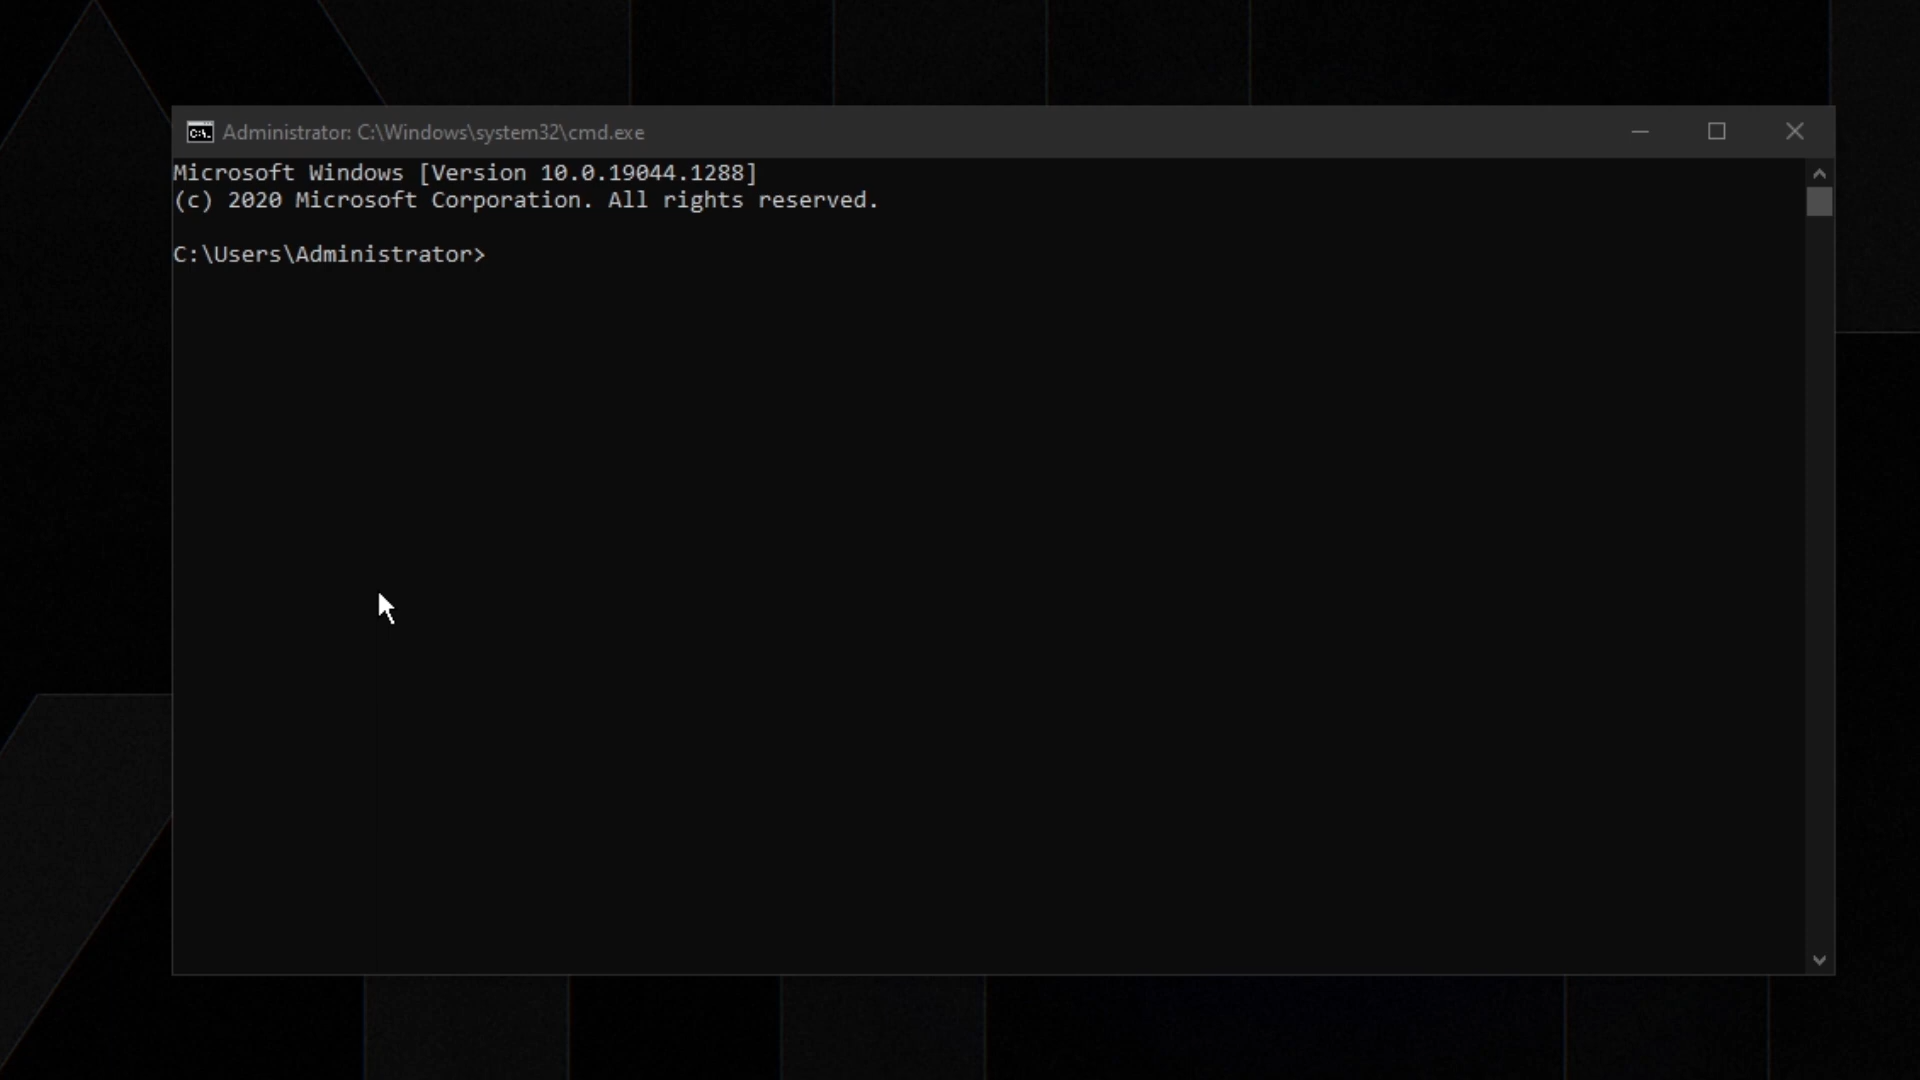 Administrator: C:\Windows\system32\cmd.exe
Microsoft Windows [Version 10.0.19044.1288]
(c) 2020 Microsoft Corporation. All rights reserved.
C:\Users\Administrator>